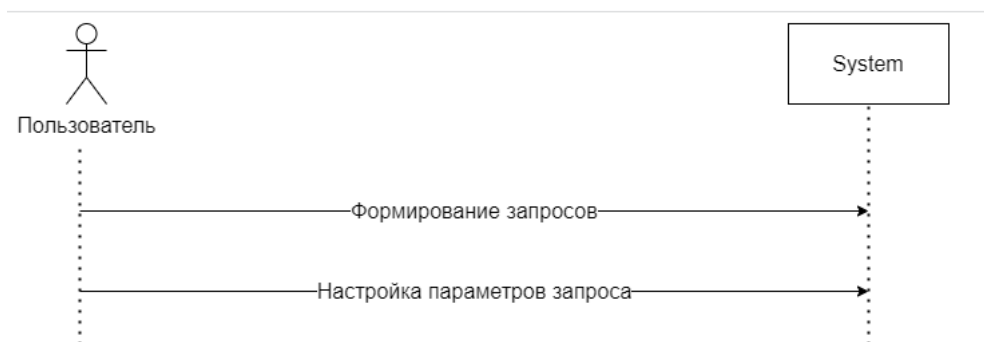 System
Пользователь
Формирование запросов
Настройка параметров запроса